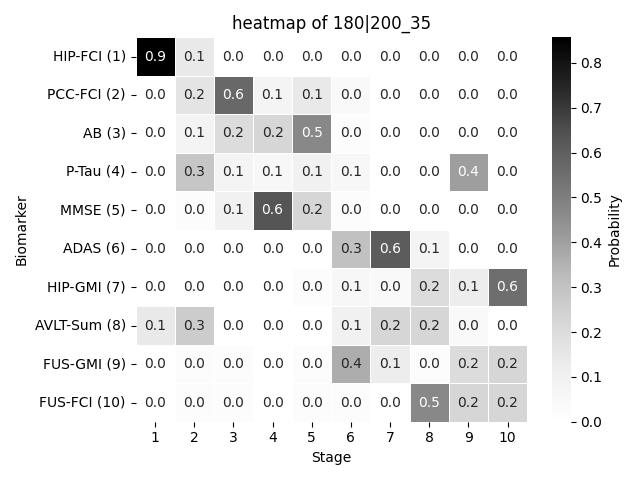 heatmap of 180|200_35
HIP-FCI (1) 0.9 0.1 0.0 0.0 0.0 0.0 0.0 0.0 0.0 0.0
PCC-FCI (2) 0.0 0.2 0.6 0.1 0.1 0.0 0.0 0.0 0.0 0.0
AB (3) 0.0 0.1 0.2 0.2 0.5 0.0 0.0 0.0 0.0 0.0
P-Tau (4) 0.0 0.3 0.1 0.1 0.1 0.1 0.0 0.0 0.4 0.0
MMSE (5) 0.0 0.0 0.1 0.6 0.2 0.0 0.0 0.0 0.0 0.0
ADAS (6) 0.0 0.0 0.0 0.0 0.0 0.3 0.6 0.1 0.0 0.0
HIP-GMI (7) 0.0 0.0 0.0 0.0 0.0 0.1 0.0 0.2 0.1 0.6
AVLT-Sum (8) 0.1 0.3 0.0 0.0 0.0 0.1 0.2 0.2 0.0 0.0
FUS-GMI (9) 0.0 0.0 0.0 0.0 0.0 0.4 0.1 0.0 0.2 0.2
FUS-FCI (10) 0.0 0.0 0.0 0.0 0.0 0.0 0.0 0.5 0.2 0.2
1 2 3 4 5 6 7 8 9 10
Stage
Biomarker
0.8
0.7
0.6
0.5
0.4
0.3
0.2
0.1
0.0
Probability